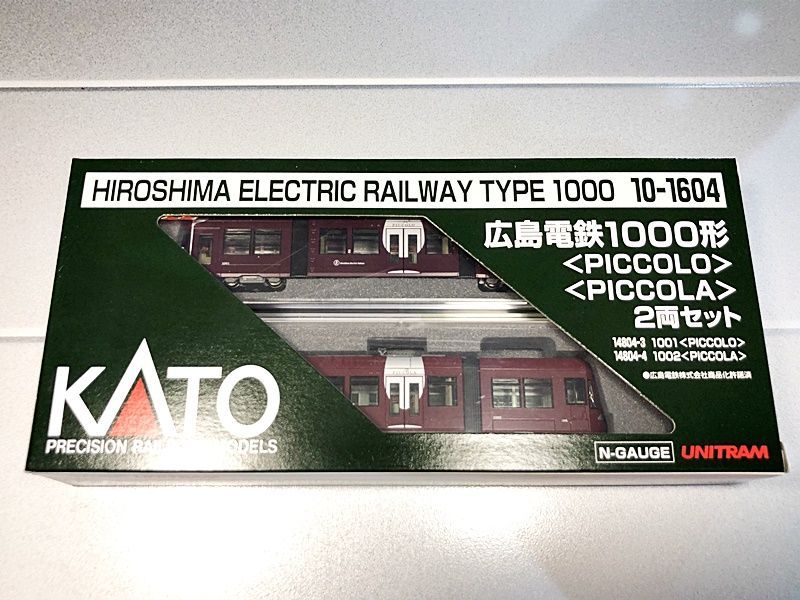 HIROSHIMA ELECTRIC RAILWAY TYPE 1000 10-1604
広島電鉄1000形
<PICCOLO>
<PICCOLA>
2両セット
14804-3 1001<PICCOLO>
14804-4 1002<PICCOLA>
●広島電鉄株式会社商品化許諾済
PICCOLO
PICCOLA
KATO
PRECISION RAILROAD MODELS
N-GAUGE UNITRAM